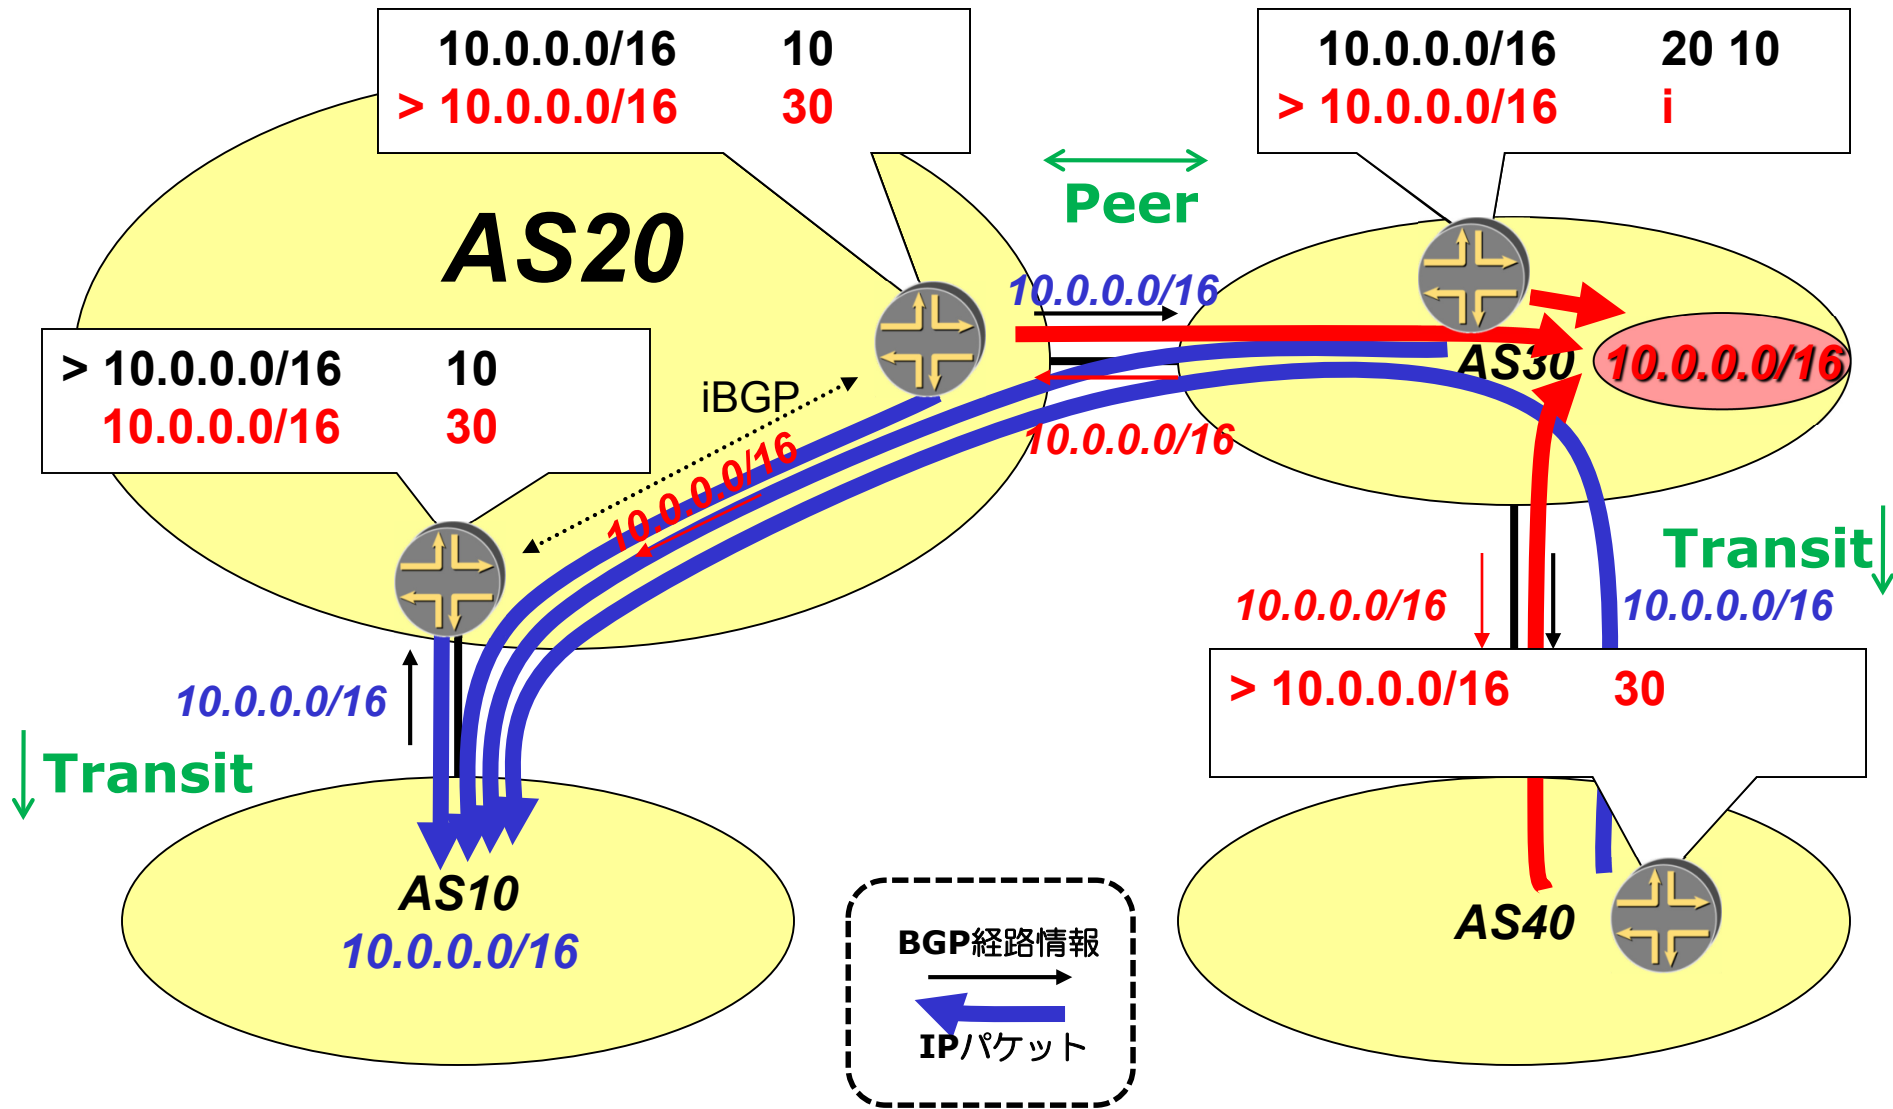 10.0.0.0/16 10
> 10.0.0.0/16 30
10.0.0.0/16 20 10
> 10.0.0.0/16 i
Peer
AS20
10.0.0.0/16
> 10.0.0.0/16 10
10.0.0.0/16 30
iBGP
10.0.0.0/16
10.0.0.0/16
AS30
10.0.0.0/16
Transit
10.0.0.0/16
10.0.0.0/16
10.0.0.0/16
Transit
> 10.0.0.0/16 30
AS10
10.0.0.0/16
AS40
BGP経路情報
IPパケット